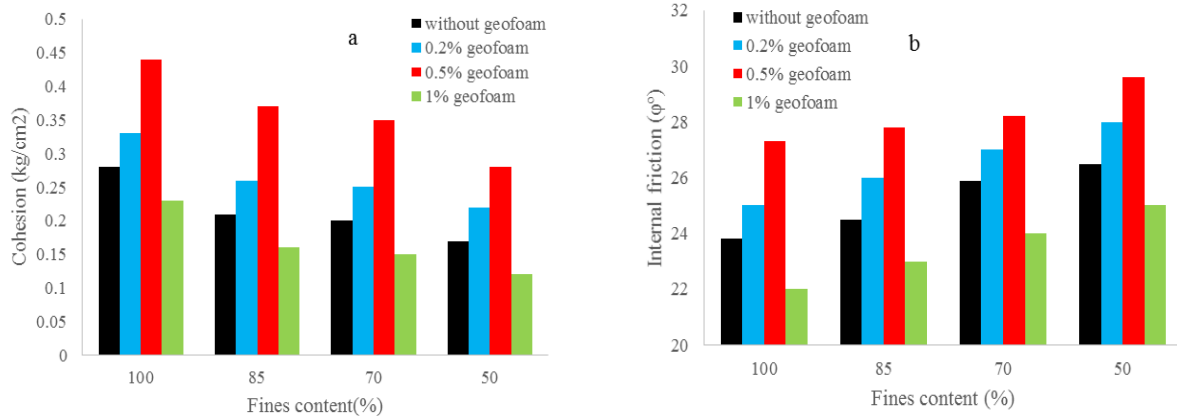 a
Cohesion (kg/cm2)
0.5
0.45
0.4
0.35
0.3
0.25
0.2
0.15
0.1
0.05
0
without geofoam
0.2% geofoam
0.5% geofoam
1% geofoam
100 85 70 50
Fines content(%)
b
Internal friction (φ°)
32
30
28
26
24
22
20
without geofoam
0.2% geofoam
0.5% geofoam
1% geofoam
100 85 70 50
Fines content (%)